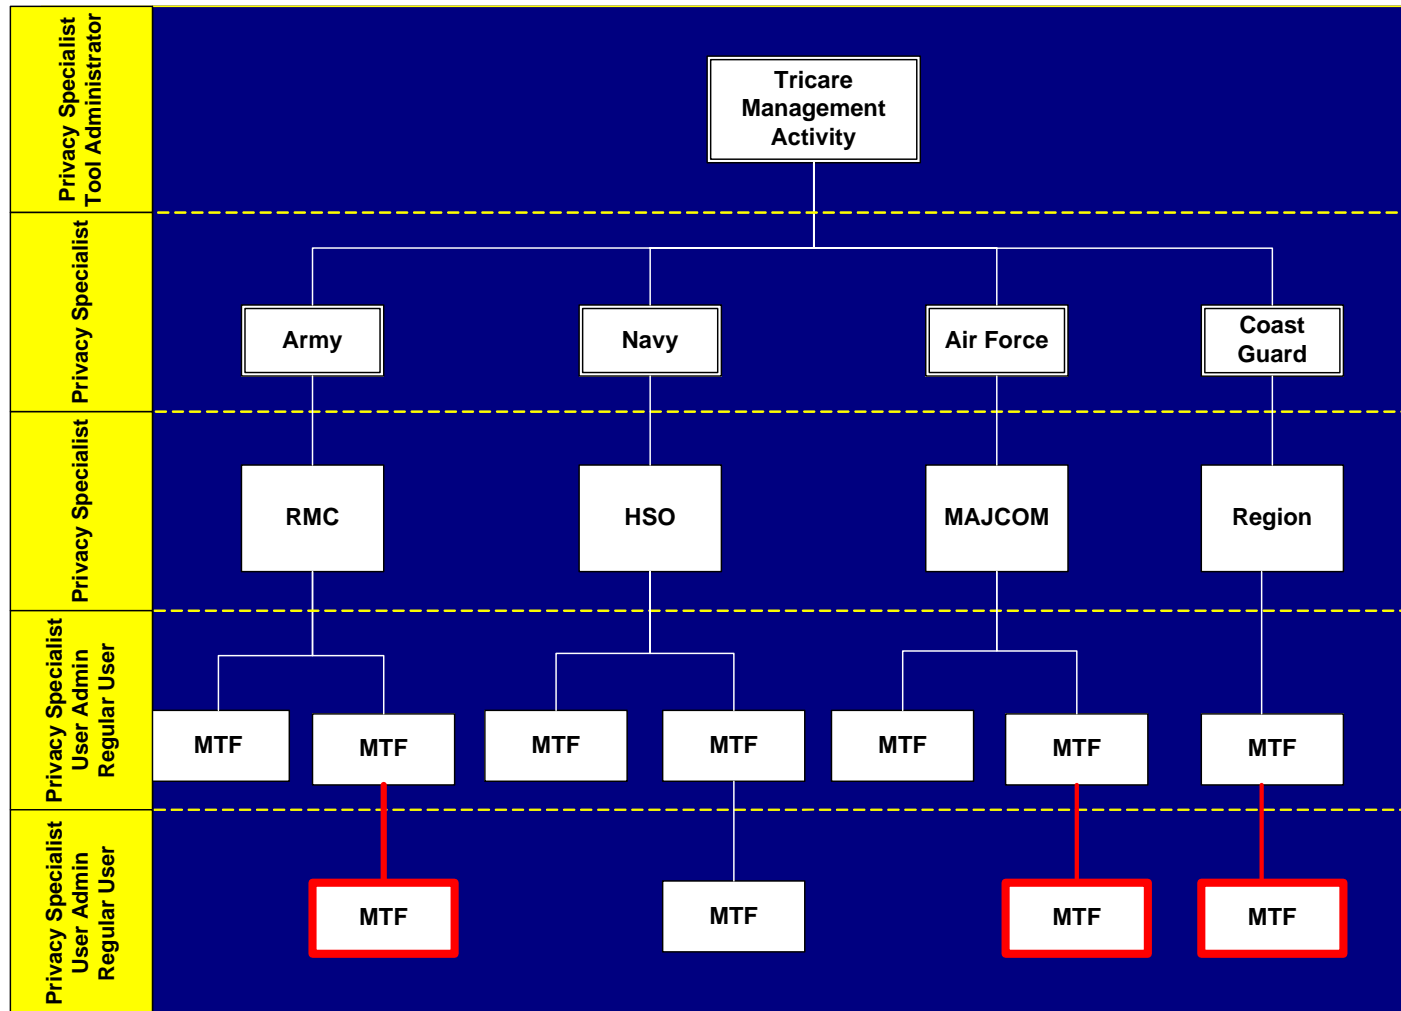 Privacy Specialist
Tool Administrator
Tricare
Management
Activity
Privacy Specialist
Army
Navy
Air Force
Coast
Guard
Privacy Specialist
RMC
HSO
MAJCOM
Region
Privacy Specialist
User Admin
Regular User
MTF
MTF
MTF
MTF
MTF
MTF
MTF
Privacy Specialist
User Admin
Regular User
MTF
MTF
MTF
MTF